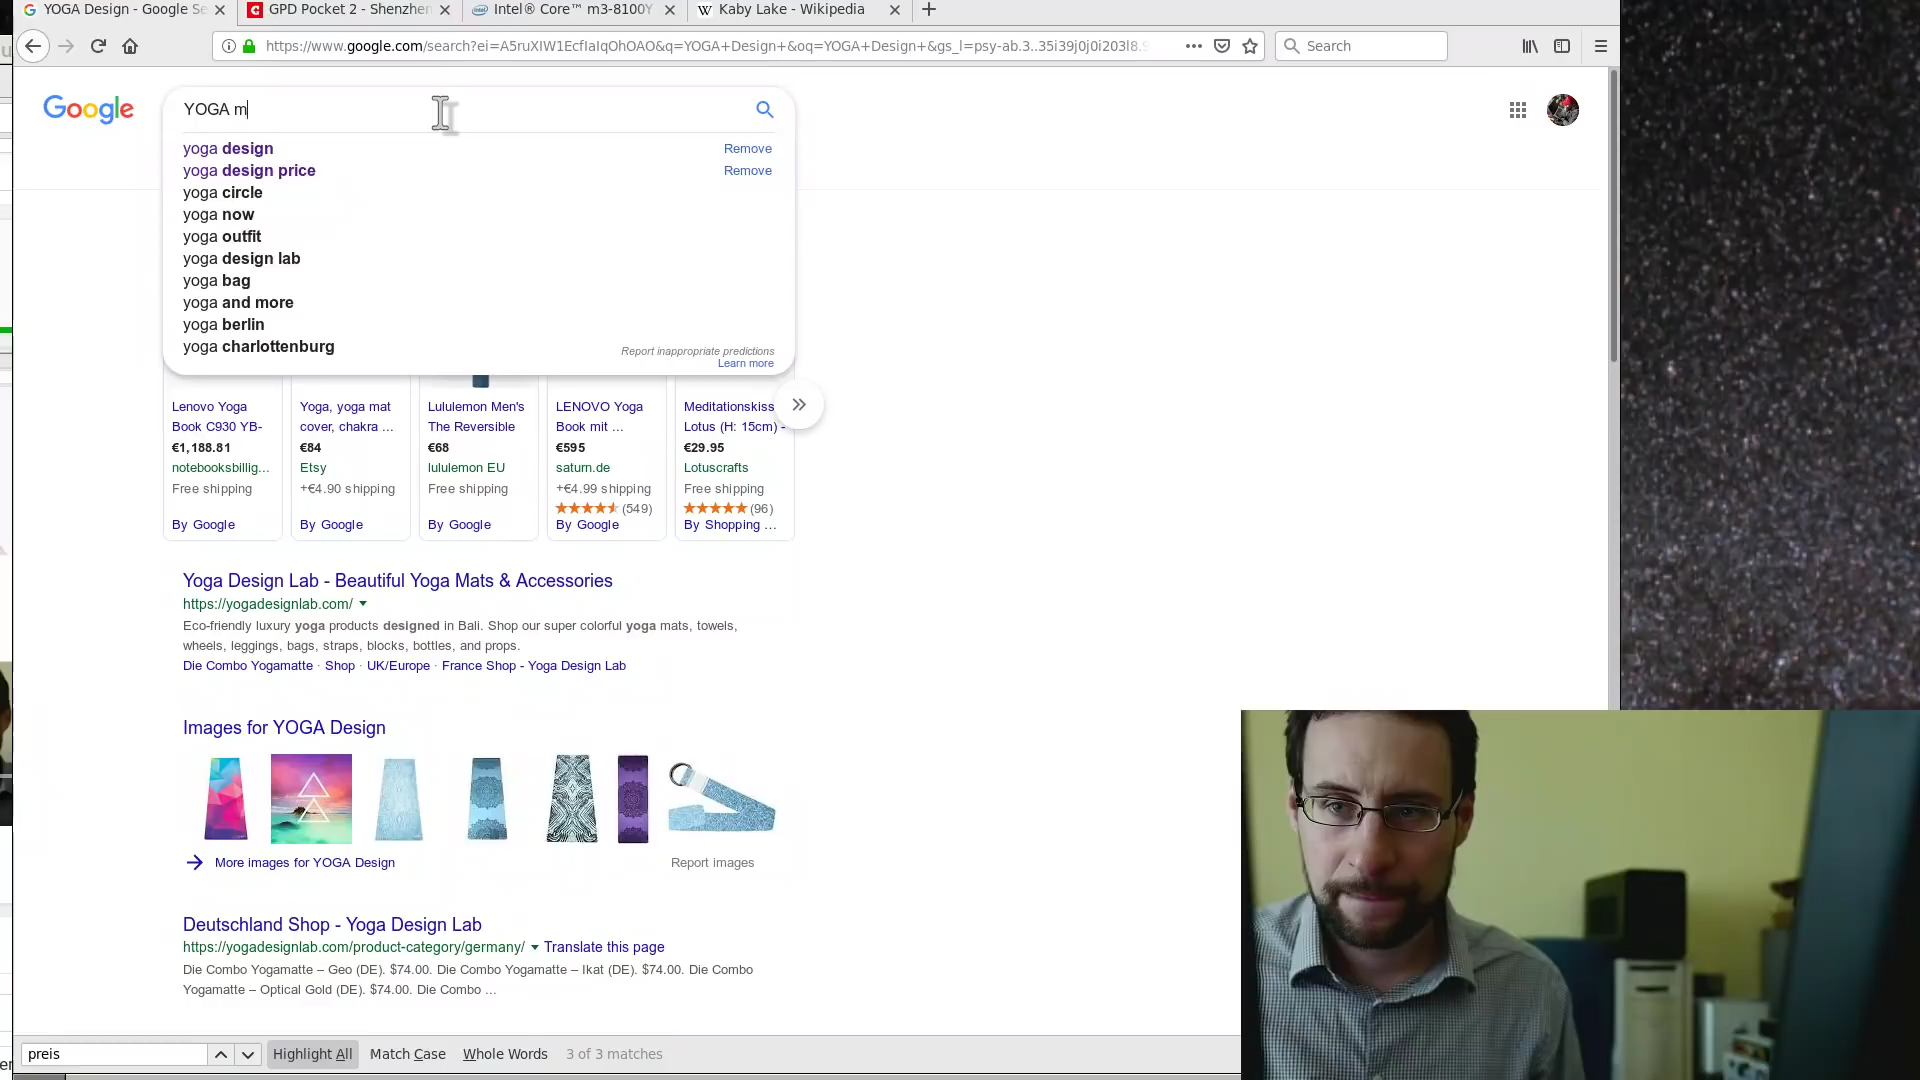 YOGA Design - Google Se
GPD Pocket 2 - Shenzhen
Intel® Core™ m3-8100Y
Kaby Lake - Wikipedia
https://www.google.com/search?ei=A5ruXIW1EcfIaIqOhOAO&q=YOGA+Design+&oq=YOGA+Design+&gs_l=psy-ab.3..35i39j0j0i203l8.9
Search
Google
YOGA m
yoga design Remove
yoga design price Remove
yoga circle
yoga now
yoga outfit
yoga design lab
yoga bag
yoga and more
yoga berlin
yoga charlottenburg
Report inappropriate predictions
Learn more
Lenovo Yoga
Book C930 YB-
€1,188.81
notebooksbillig...
Free shipping
By Google
Yoga, yoga mat
cover, chakra ...
€84
Etsy
+€4.90 shipping
By Google
Lululemon Men's
The Reversible
€68
lululemon EU
Free shipping
By Google
LENOVO Yoga
Book mit ...
€595
saturn.de
+€4.99 shipping
(549)
By Google
Meditationskiss
Lotus (H: 15cm) -
€29.95
Lotuscrafts
Free shipping
(96)
By Shopping ...
Yoga Design Lab - Beautiful Yoga Mats & Accessories
https://yogadesignlab.com/
Eco-friendly luxury yoga products designed in Bali. Shop our super colorful yoga mats, towels,
wheels, leggings, bags, straps, blocks, bottles, and props.
Die Combo Yogamatte · Shop · UK/Europe · France Shop - Yoga Design Lab
Images for YOGA Design
More images for YOGA Design
Report images
Deutschland Shop - Yoga Design Lab
https://yogadesignlab.com/product-category/germany/ Translate this page
Die Combo Yogamatte – Geo (DE). $74.00. Die Combo Yogamatte – Ikat (DE). $74.00. Die Combo
Yogamatte – Optical Gold (DE). $74.00. Die Combo ...
preis
Highlight All
Match Case
Whole Words
3 of 3 matches